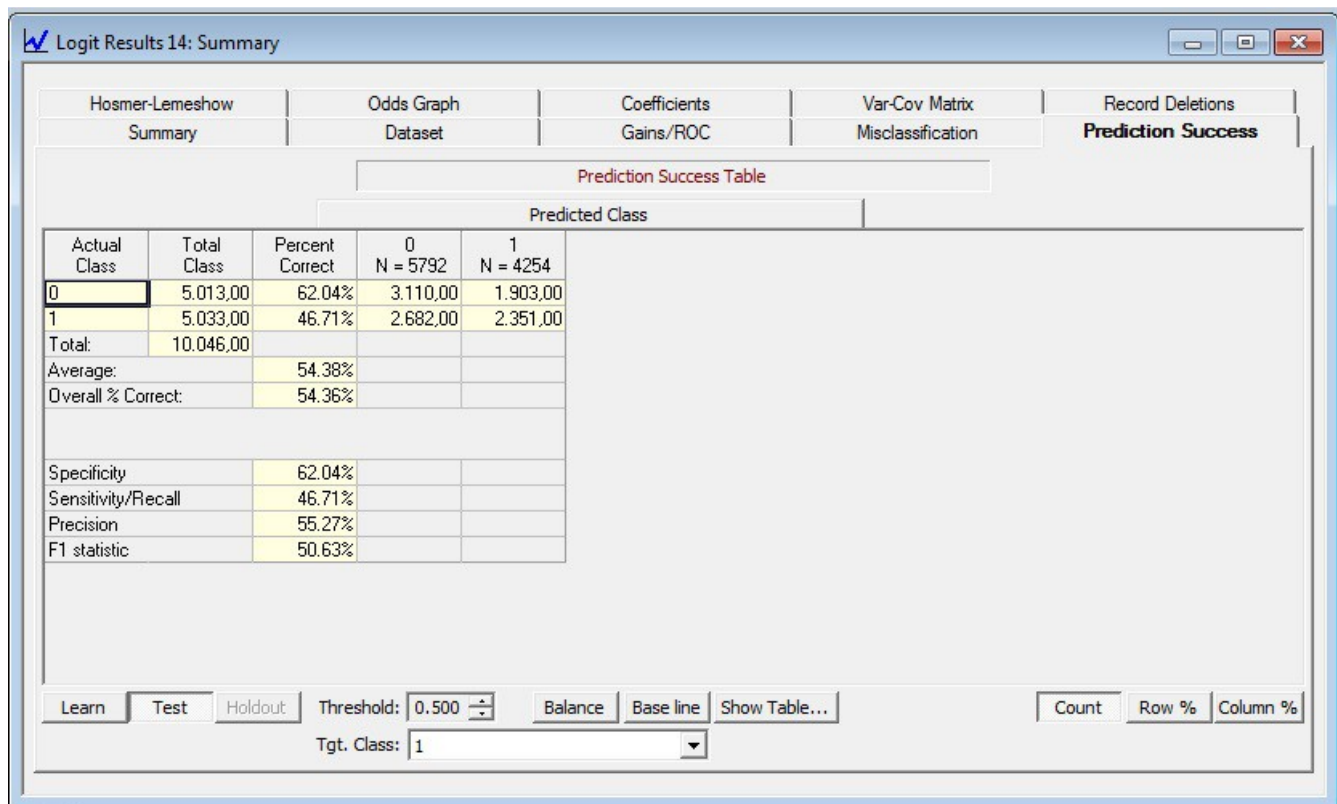 Logit Results 14: Summary
Hosmer-Lemeshow Odds Graph Coefficients Var-Cov Matrix Record Deletions
Summary Dataset Gains/ROC Misclassification Prediction Success
Prediction Success Table
Predicted Class
Actual Class Total Class Percent Correct 0 N = 5792 1 N = 4254
0 5.013,00 62.04% 3.110,00 1.903,00
1 5.033,00 46.71% 2.682,00 2.351,00
Total: 10.046,00
Average: 54.38%
Overall % Correct: 54.36%
Specificity 62.04%
Sensitivity/Recall 46.71%
Precision 55.27%
F1 statistic 50.63%
Learn Test Holdout Threshold: 0.500 Balance Base line Show Table... Count Row % Column %
Tgt. Class: 1